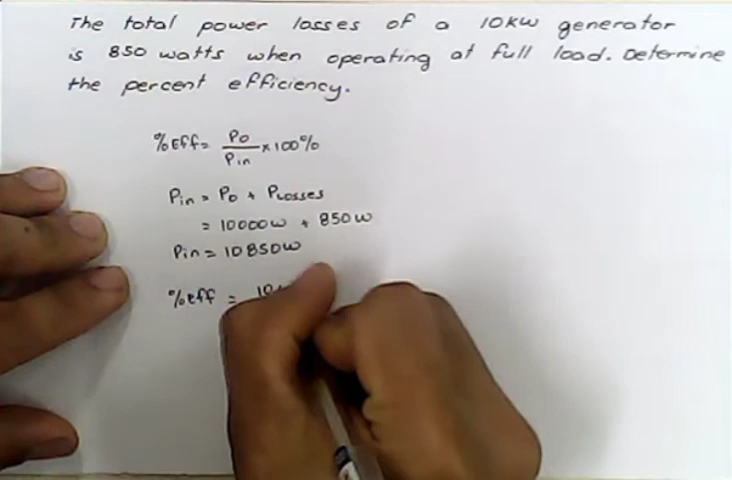 The total power losses of a 10KW generator
is 850 watts when operating at full load. Determine
the percent efficiency.
%Eff= Po/Pin x 100%
Pin = Po + PLosses
= 10000W + 850W
Pin = 10850W
%Eff =